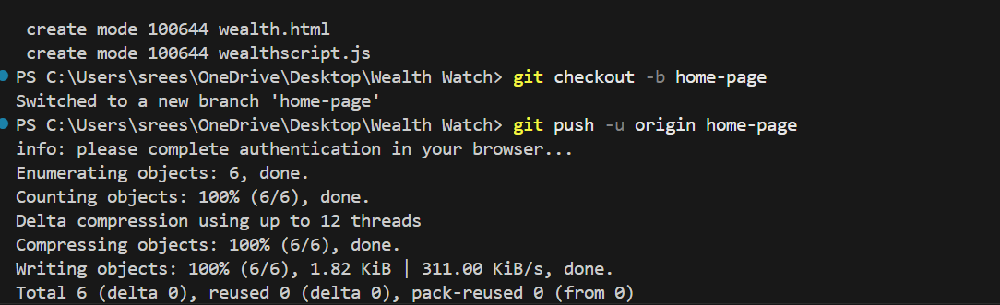 create mode 100644 wealth.html
create mode 100644 wealthscript.js
PS C:\Users\srees\OneDrive\Desktop\Wealth Watch> git checkout -b home-page
Switched to a new branch 'home-page'
PS C:\Users\srees\OneDrive\Desktop\Wealth Watch> git push -u origin home-page
info: please complete authentication in your browser...
Enumerating objects: 6, done.
Counting objects: 100% (6/6), done.
Delta compression using up to 12 threads
Compressing objects: 100% (6/6), done.
Writing objects: 100% (6/6), 1.82 KiB | 311.00 KiB/s, done.
Total 6 (delta 0), reused 0 (delta 0), pack-reused 0 (from 0)